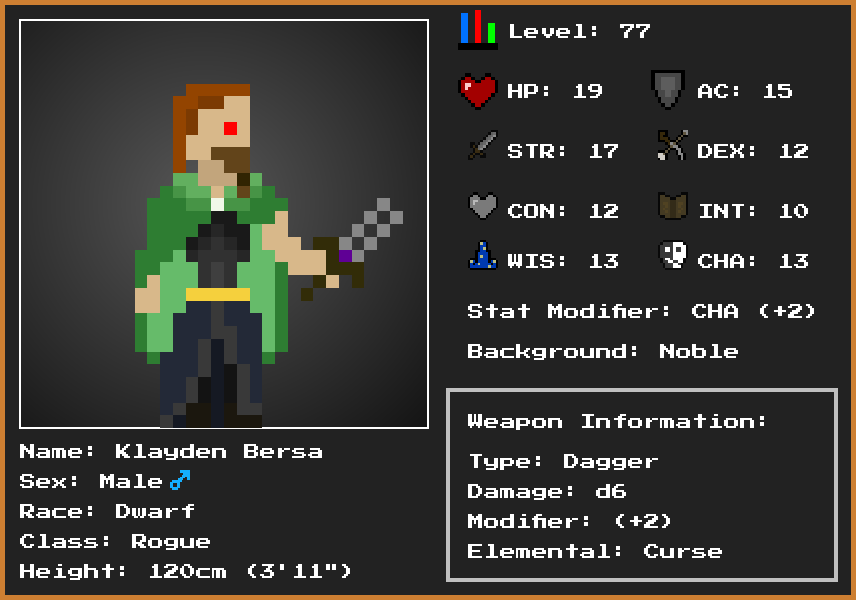 Level: 77
HP: 19
AC: 15
STR: 17
DEX: 12
CON: 12
INT: 10
WIS: 13
CHA: 13
Stat Modifier: CHA (+2)
Background: Noble
Weapon Information:
Type: Dagger
Damage: d6
Modifier: (+2)
Elemental: Curse
Name: Klayden Bersa
Sex: Male♂
Race: Dwarf
Class: Rogue
Height: 120cm (3'11")